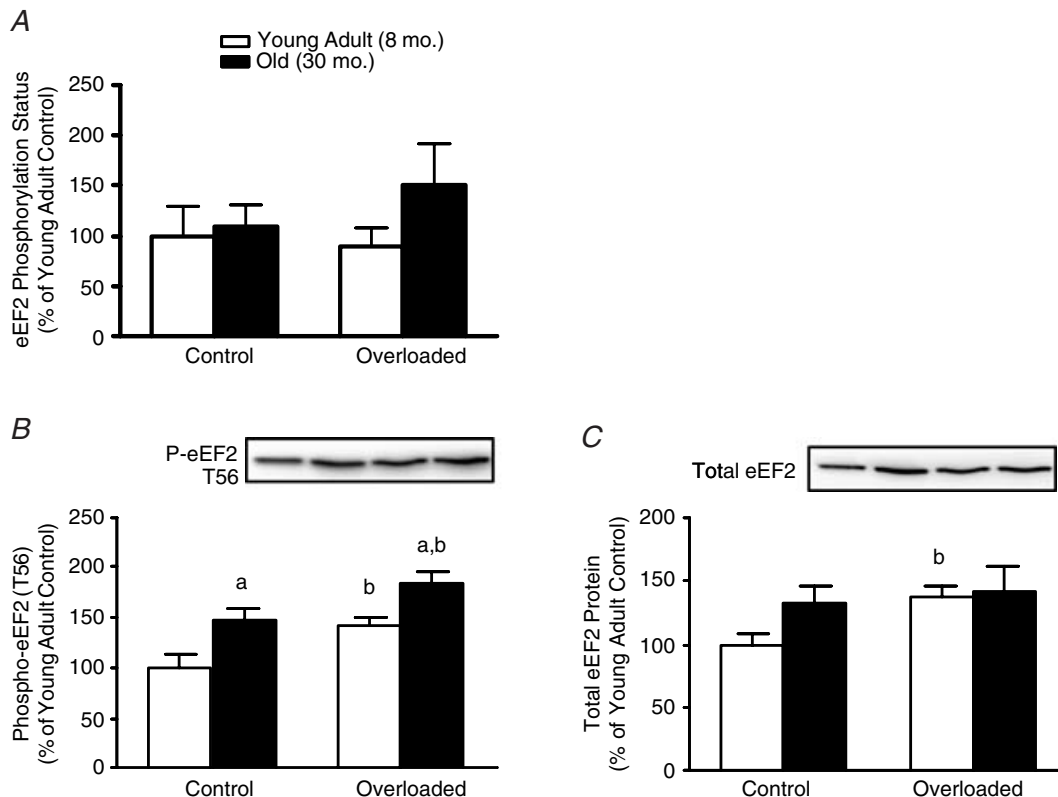 A
Young Adult (8 mo.)
Old (30 mo.)
eEF2 Phosphorylation Status
(% of Young Adult Control)
250
200
150
100
50
0
Control
Overloaded
B
P-eEF2
T56
Phospho-eEF2 (T56)
(% of Young Adult Control)
250
200
150
100
50
0
a
b
a,b
Control
Overloaded
C
Total eEF2
Total eEF2 Protein
(% of Young Adult Control)
200
150
100
50
0
b
Control
Overloaded